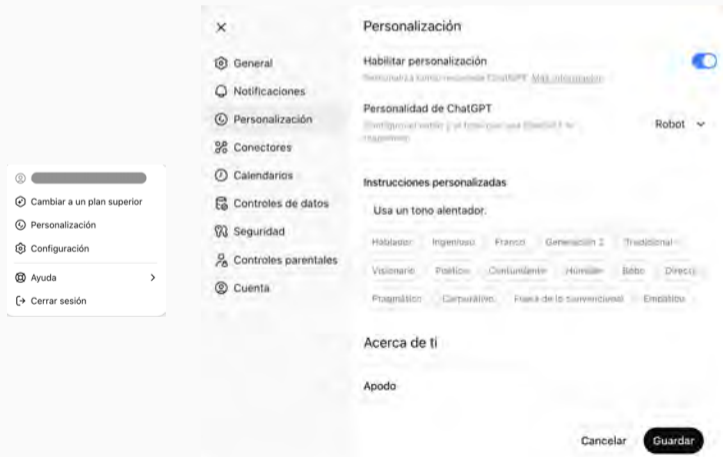 Cambiar a un plan superior
Personalización
Configuración
Ayuda
Cerrar sesión
General
Notificaciones
Personalización
Conectores
Calendarios
Controles de datos
Seguridad
Controles parentales
Cuenta
Personalización
Habilitar personalización
Más información
Personalidad de ChatGPT
Robot
Instrucciones personalizadas
Usa un tono alentador.
Hablador Ingenioso Franco Generación Z Tradicional
Visionario Poético Humilde Bobo Directo
Pragmático Corporativo Fuera de lo convencional Empático
Acerca de ti
Apodo
Cancelar Guardar